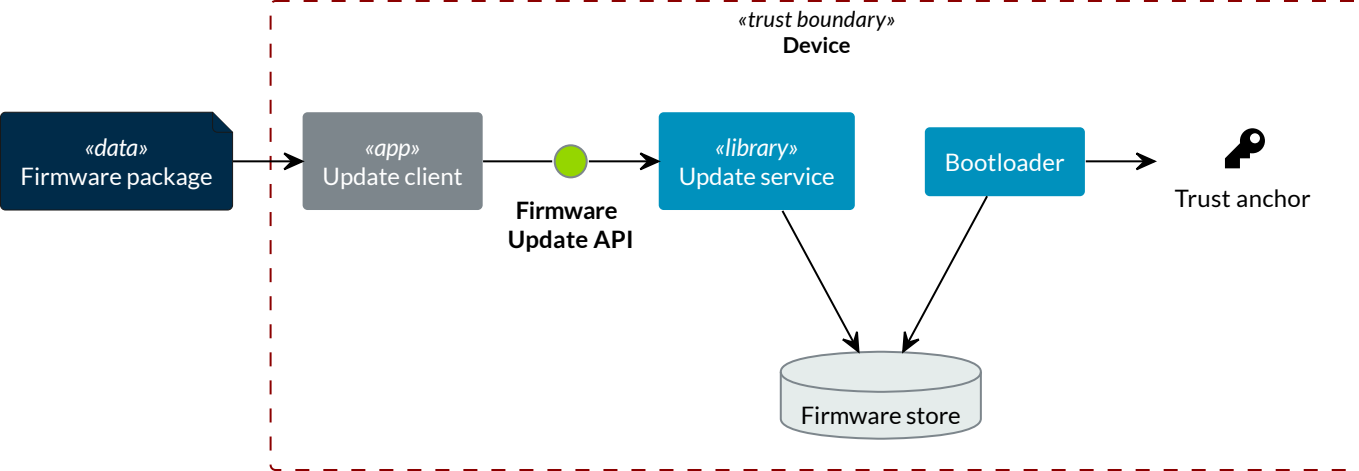 «trust boundary»
Device
«data»
Firmware package
«app»
Update client
Firmware
Update API
«library»
Update service
Bootloader
Trust anchor
Firmware store